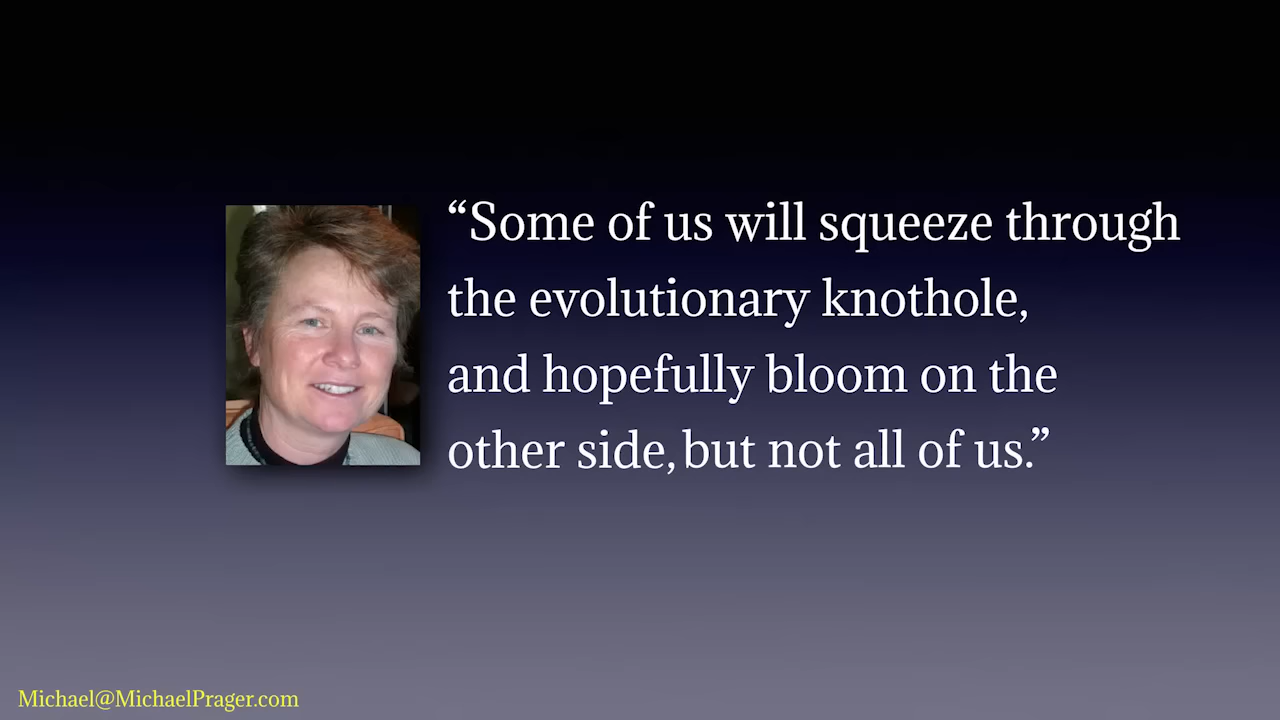 “Some of us will squeeze through
the evolutionary knothole,
and hopefully bloom on the
other side, but not all of us.”
Michael@MichaelPrager.com